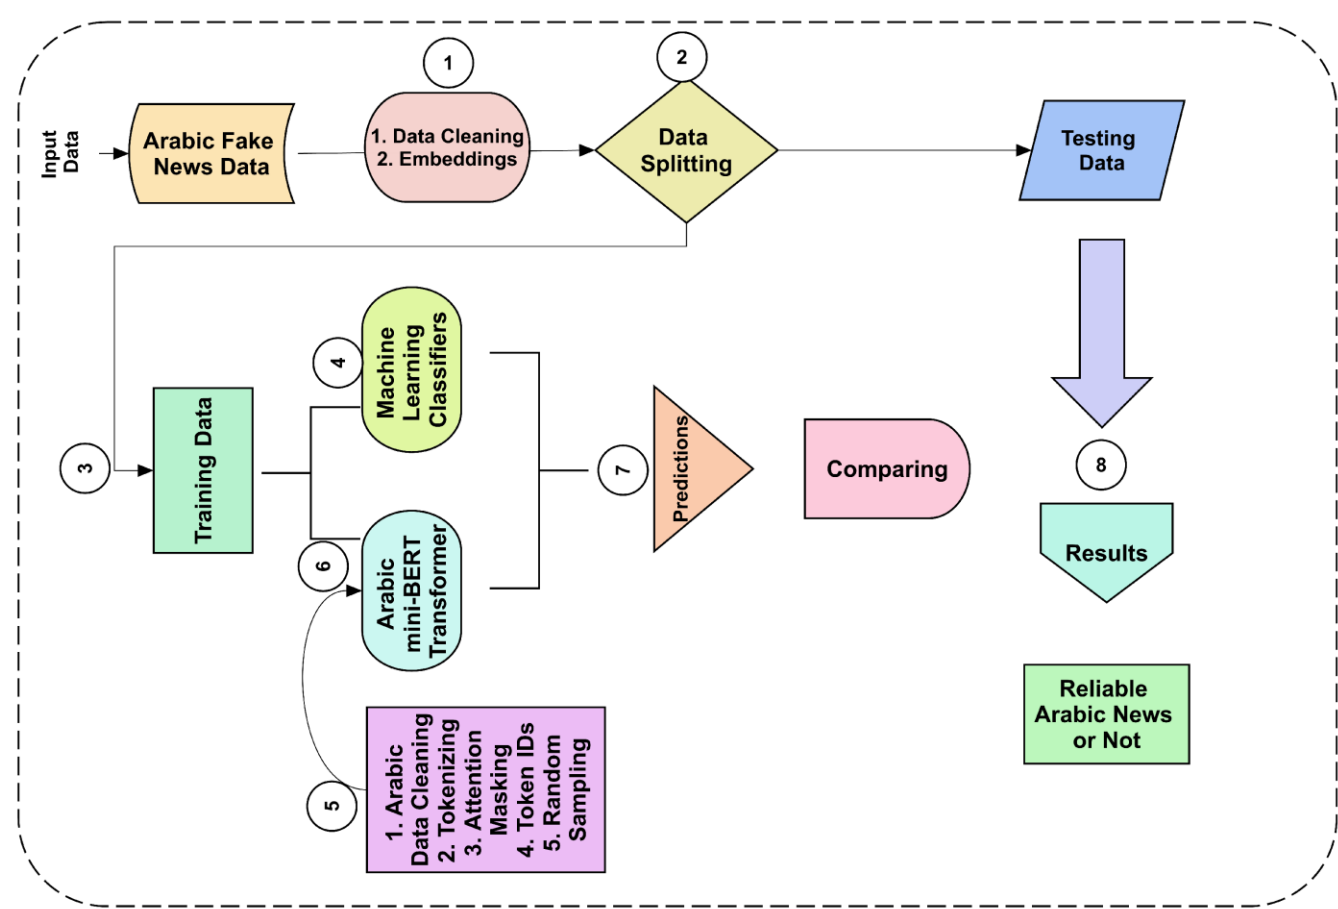 Input
Data
Arabic Fake
News Data
1
1. Data Cleaning
2. Embeddings
2
Data
Splitting
Testing
Data
3
Training Data
4
Machine
Learning
Classifiers
6
Arabic
mini-BERT
Transformer
5
1. Arabic
Data Cleaning
2. Tokenizing
3. Attention
Masking
4. Token IDs
5. Random
Sampling
7
Predictions
Comparing
8
Results
Reliable
Arabic News
or Not